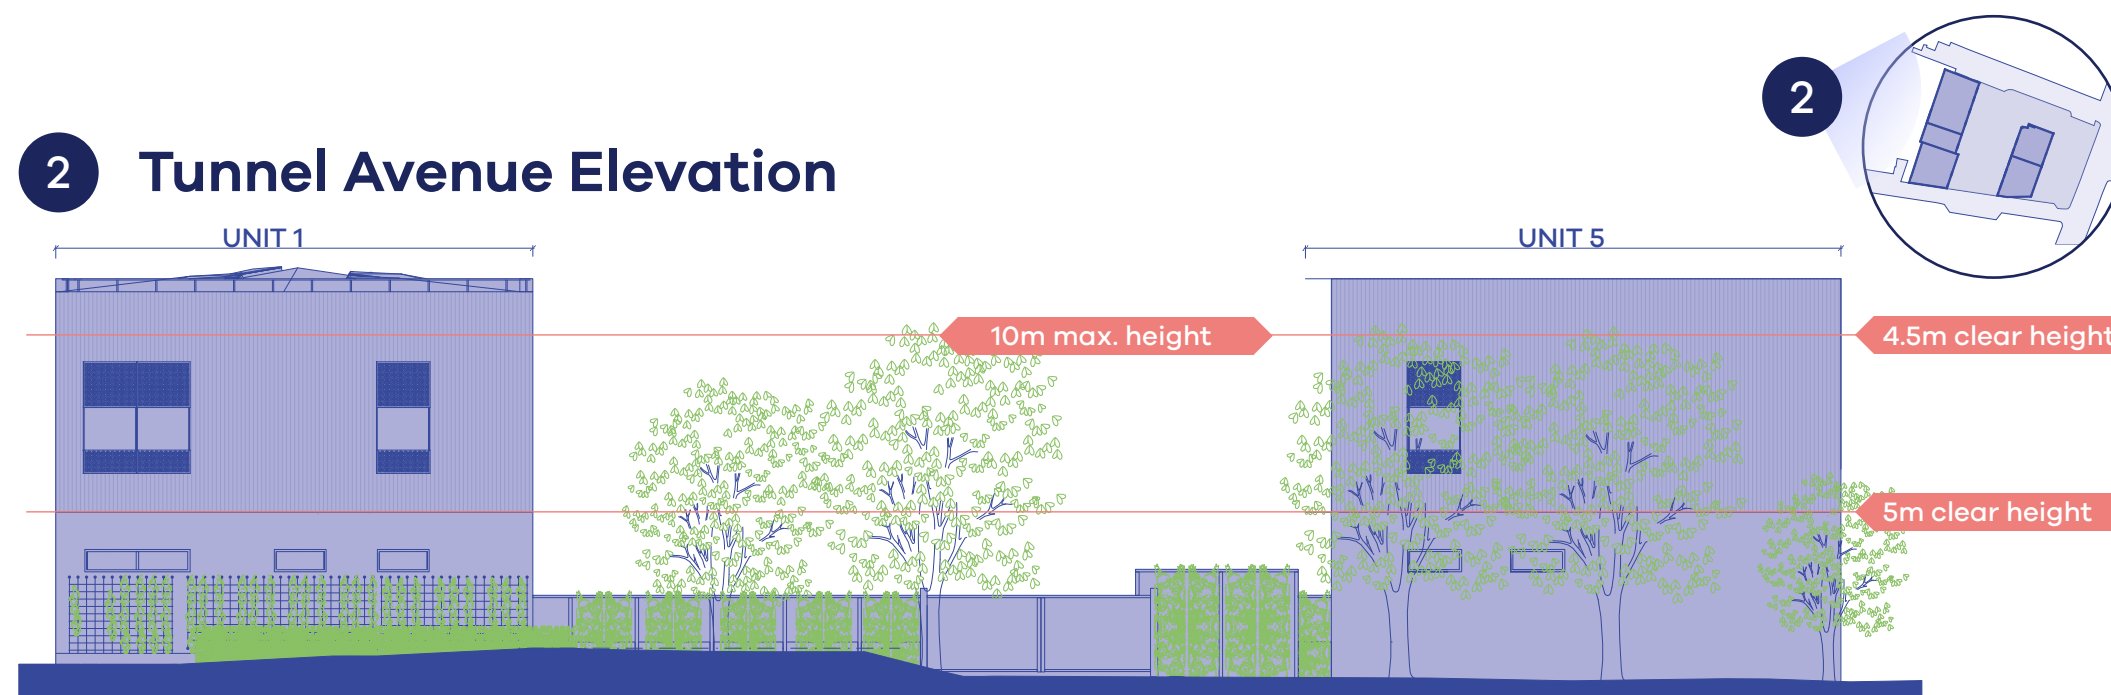 2
2 Tunnel Avenue Elevation
UNIT 1
UNIT 5
10m max. height
4.5m clear height
5m clear height